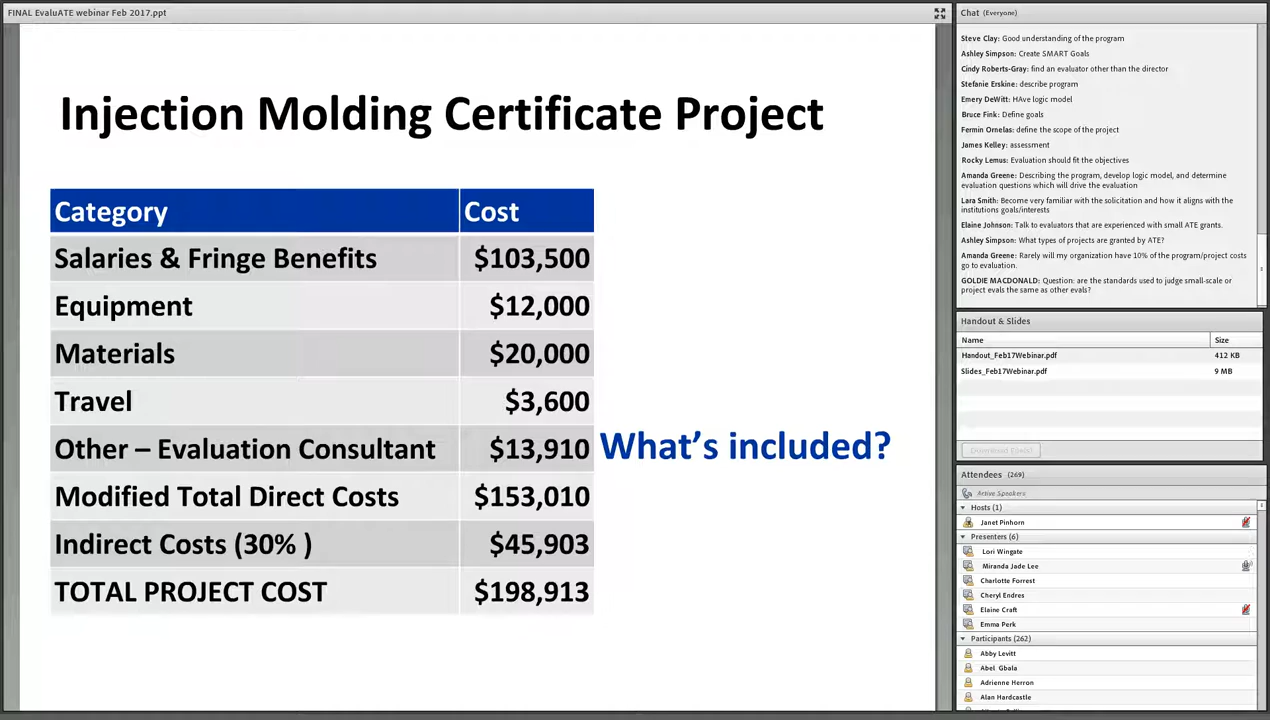 FINAL EvaluATE webinar Feb 2017.ppt
Injection Molding Certificate Project
Category Cost
Salaries & Fringe Benefits $103,500
Equipment $12,000
Materials $20,000
Travel $3,600
Other – Evaluation Consultant $13,910 What's included?
Modified Total Direct Costs $153,010
Indirect Costs (30% ) $45,903
TOTAL PROJECT COST $198,913
Chat (Everyone)
Steve Clay: Good understanding of the program
Ashley Simpson: Create SMART Goals
Cindy Roberts-Gray: find an evaluator other than the director
Stefanie Erskine: describe program
Emery DeWitt: HAve logic model
Bruce Fink: Define goals
Fermin Ornelas: define the scope of the project
James Kelley: assessment
Rocky Lemus: Evaluation should fit the objectives
Amanda Greene: Describing the program, develop logic model, and determine
evaluation questions which will drive the evaluation
Lara Smith: Become very familiar with the solicitation and how it aligns with the
institutions goals/interests
Elaine Johnson: Talk to evaluators that are experienced with small ATE grants.
Ashley Simpson: What types of projects are granted by ATE?
Amanda Greene: Rarely will my organization have 10% of the program/project costs
go to evaluation.
GOLDIE MACDONALD: Question: are the standards used to judge small-scale or
project evals the same as other evals?
Handout & Slides
Name Size
Handout_Feb17Webinar.pdf 412 KB
Slides_Feb17Webinar.pdf 9 MB
Attendees (269)
Active Speakers
Hosts (1)
Janet Pinhorn
Presenters (6)
Lori Wingate
Miranda Jade Lee
Charlotte Forrest
Cheryl Endres
Elaine Craft
Emma Perk
Participants (262)
Abby Levitt
Abel Gbala
Adrienne Herron
Alan Hardcastle